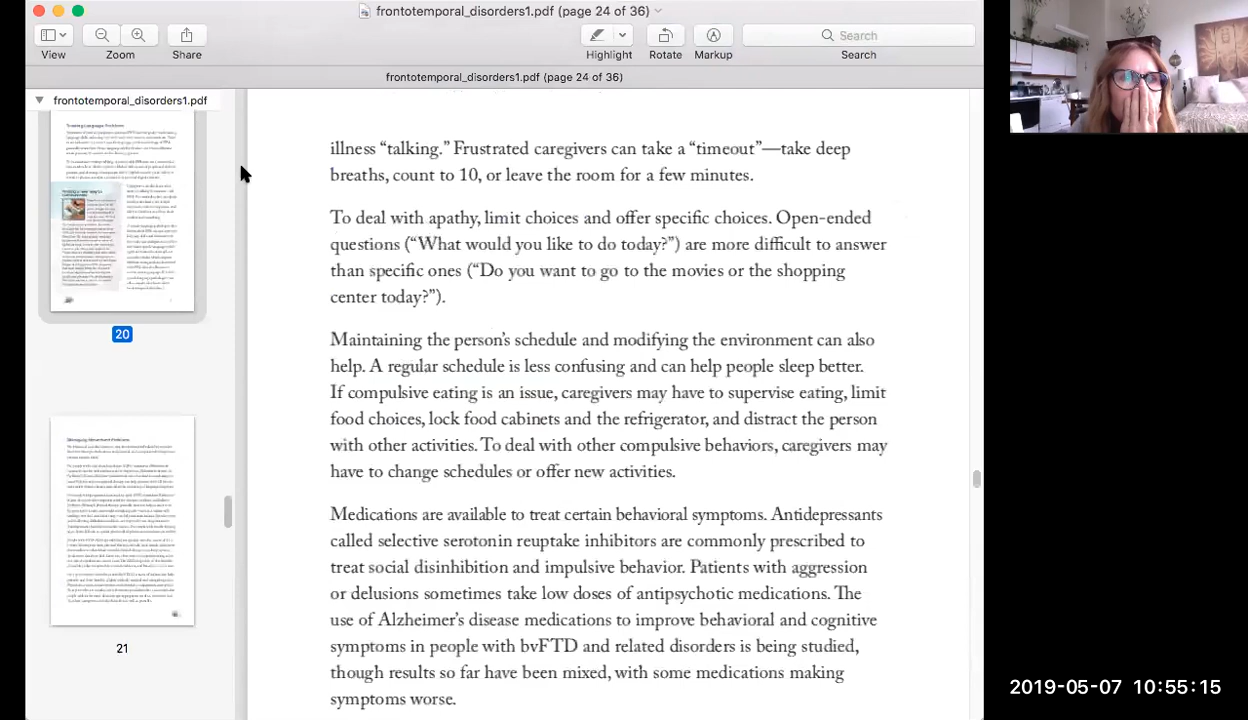 frontotemporal_disorders1.pdf (page 24 of 36)
View
Zoom
Share
Highlight
Rotate
Markup
Search
Search
frontotemporal_disorders1.pdf (page 24 of 36)
frontotemporal_disorders1.pdf
20
21
illness “talking.” Frustrated caregivers can take a “timeout”—take deep
breaths, count to 10, or leave the room for a few minutes.
To deal with apathy, limit choices and offer specific choices. Open-ended
questions (“What would you like to do today?”) are more difficult to answer
than specific ones (“Do you want to go to the movies or the shopping
center today?”).
Maintaining the person’s schedule and modifying the environment can also
help. A regular schedule is less confusing and can help people sleep better.
If compulsive eating is an issue, caregivers may have to supervise eating, limit
food choices, lock food cabinets and the refrigerator, and distract the person
with other activities. To deal with other compulsive behaviors, caregivers may
have to change schedules or offer new activities.
Medications are available to treat certain behavioral symptoms. Antidepressants
called selective serotonin reuptake inhibitors are commonly prescribed to
treat social disinhibition and impulsive behavior. Patients with aggression
or delusions sometimes take low doses of antipsychotic medications. The
use of Alzheimer’s disease medications to improve behavioral and cognitive
symptoms in people with bvFTD and related disorders is being studied,
though results so far have been mixed, with some medications making
symptoms worse.
2019-05-07 10:55:15